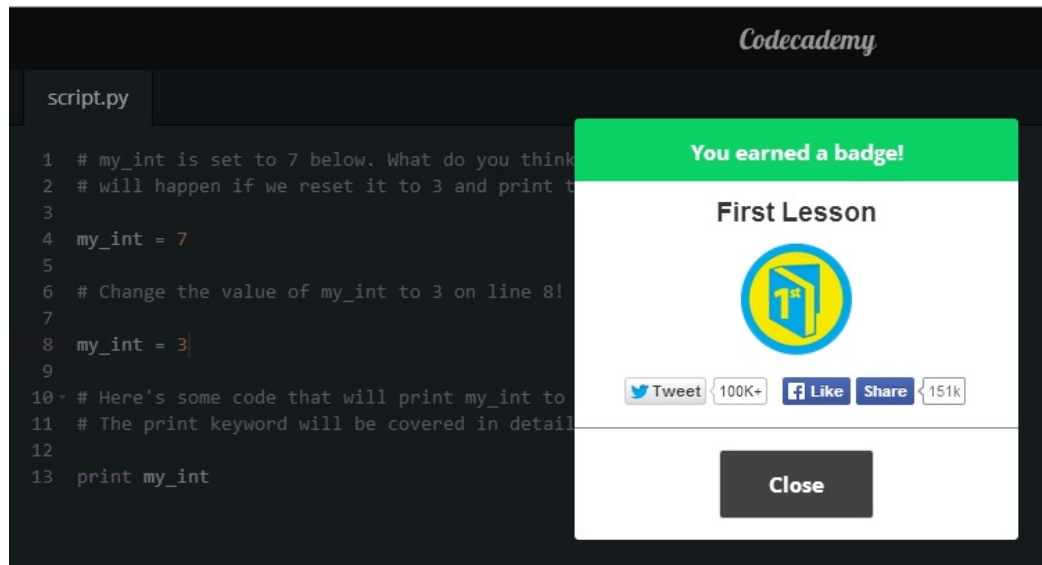 Codecademy
script.py
1 # my_int is set to 7 below. What do you think
2 # will happen if we reset it to 3 and print t
3
4 my_int = 7
5
6 # Change the value of my_int to 3 on line 8!
7
8 my_int = 3
9
10 # Here's some code that will print my_int to
11 # The print keyword will be covered in detail
12
13 print my_int
You earned a badge!
First Lesson
1st
Tweet 100K+ Like Share 151k
Close